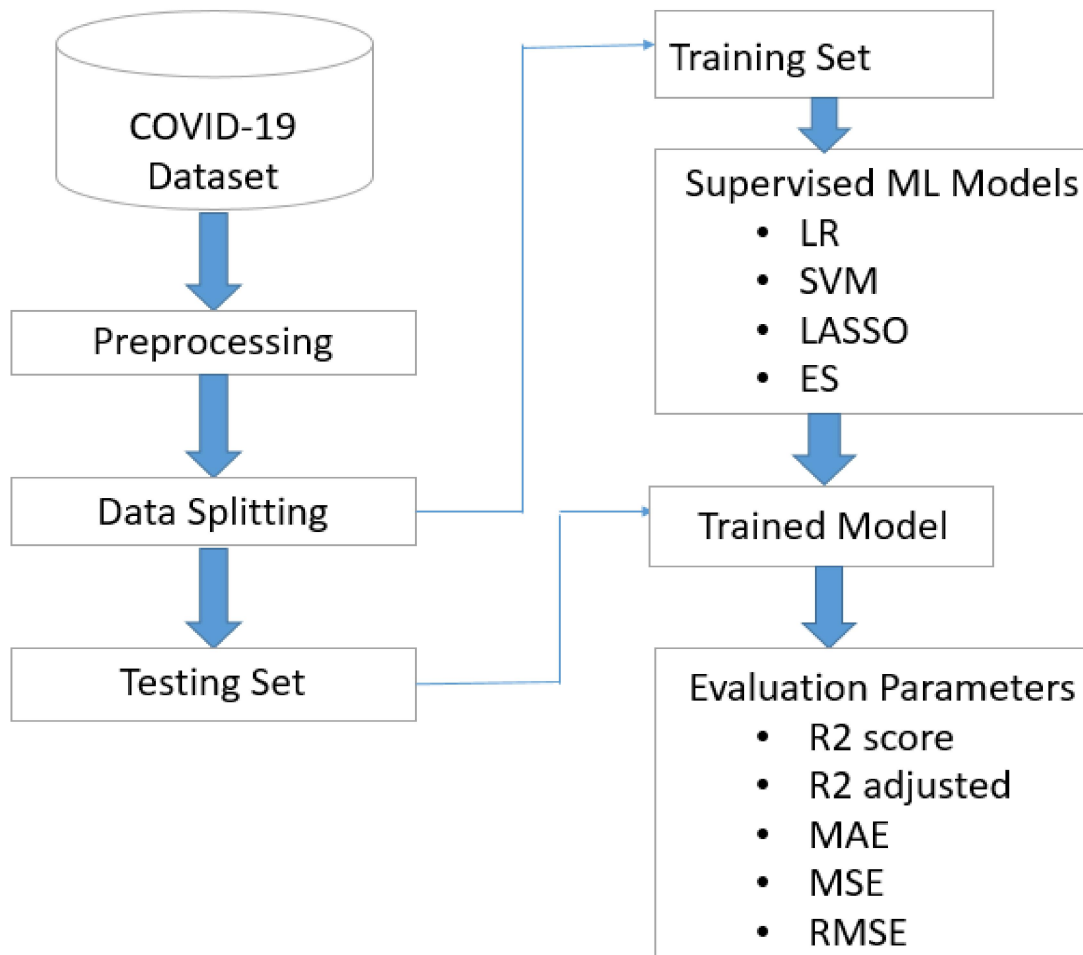 COVID-19
Dataset
Preprocessing
Data Splitting
Testing Set
Training Set
Supervised ML Models
• LR
• SVM
• LASSO
• ES
Trained Model
Evaluation Parameters
• R2 score
• R2 adjusted
• MAE
• MSE
• RMSE